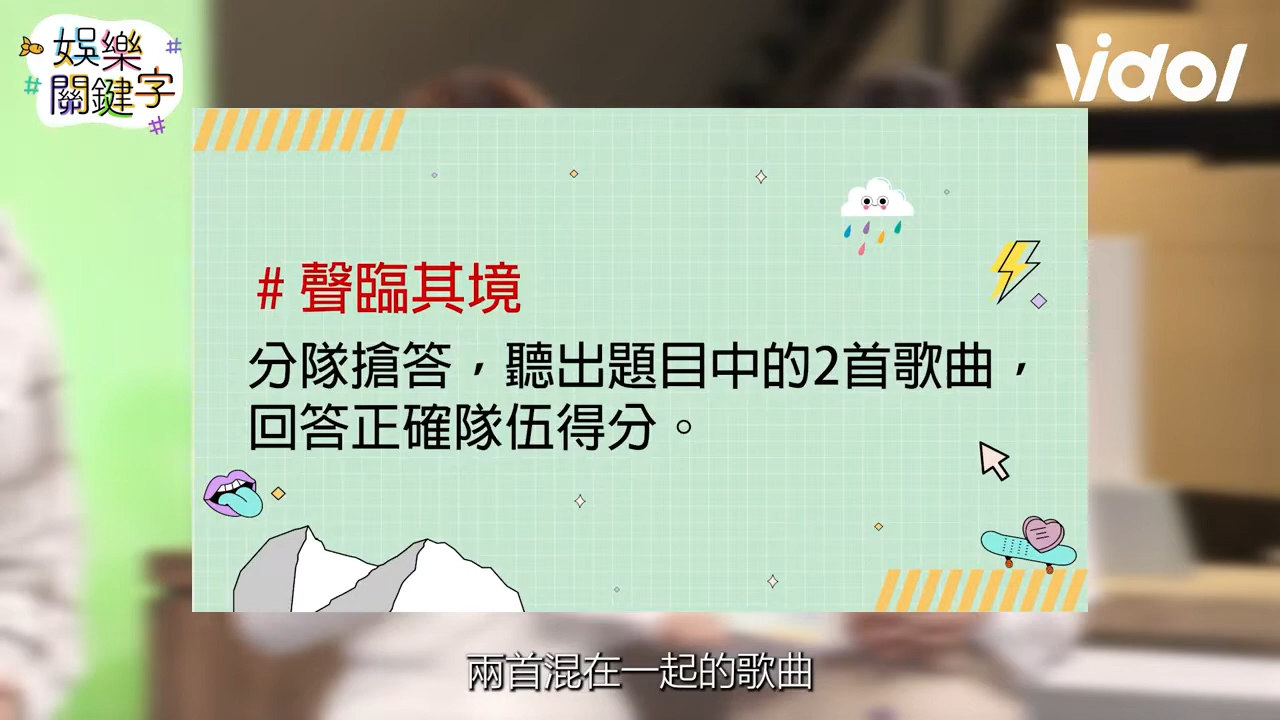 娛樂
關鍵字
Vidol
# 聲臨其境
分隊搶答，聽出題目中的2首歌曲，
回答正確隊伍得分。
兩首混在一起的歌曲